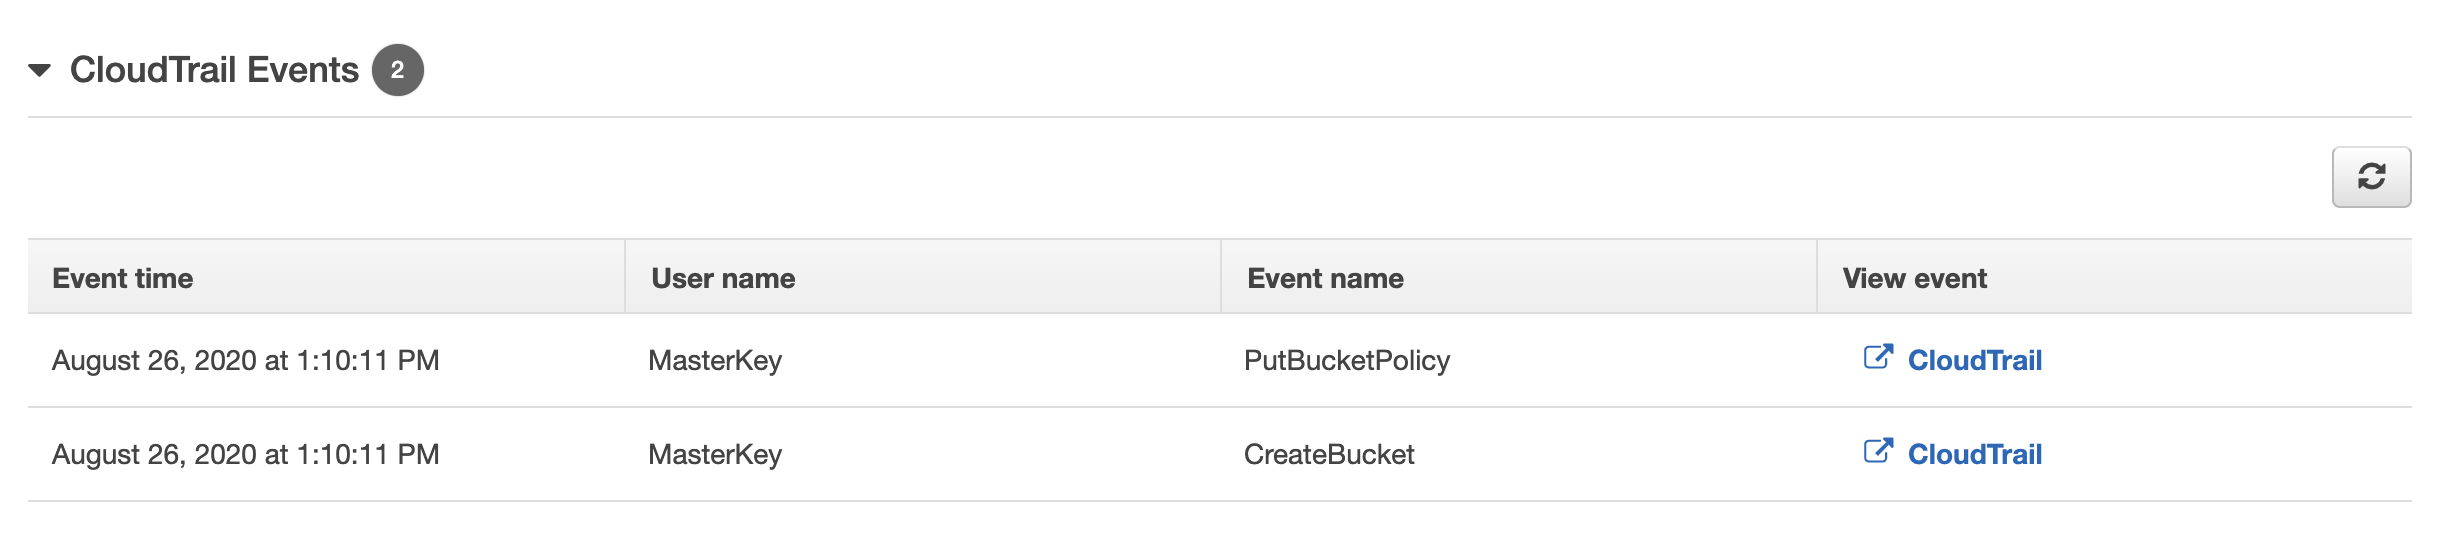 CloudTrail Events 2
Event time User name Event name View event
August 26, 2020 at 1:10:11 PM MasterKey PutBucketPolicy CloudTrail
August 26, 2020 at 1:10:11 PM MasterKey CreateBucket CloudTrail